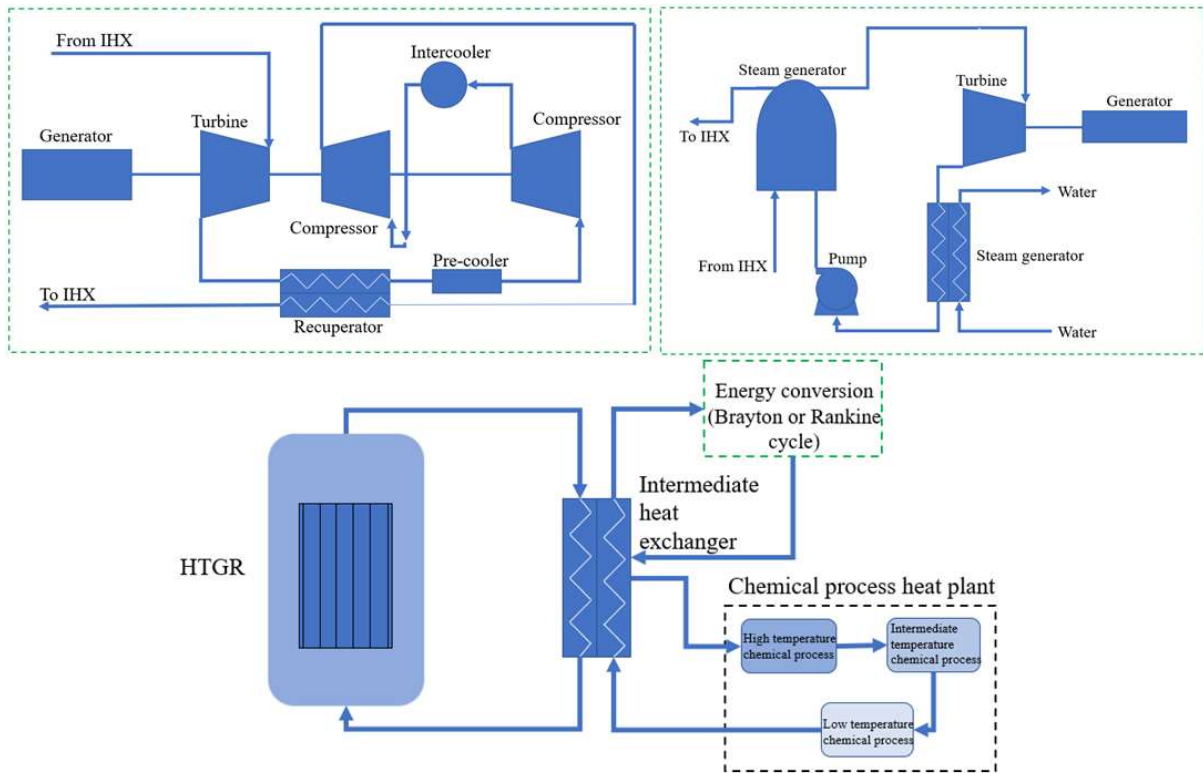 From IHX
Intercooler
Compressor
Turbine
Generator
Compressor
Pre-cooler
To IHX
Recuperator
Steam generator
Turbine
Generator
To IHX
Water
Steam generator
From IHX
Pump
Water
Energy conversion
(Brayton or Rankine
cycle)
Intermediate
heat
exchanger
HTGR
Chemical process heat plant
High temperature
chemical process
Intermediate
temperature
chemical process
Low temperature
chemical process